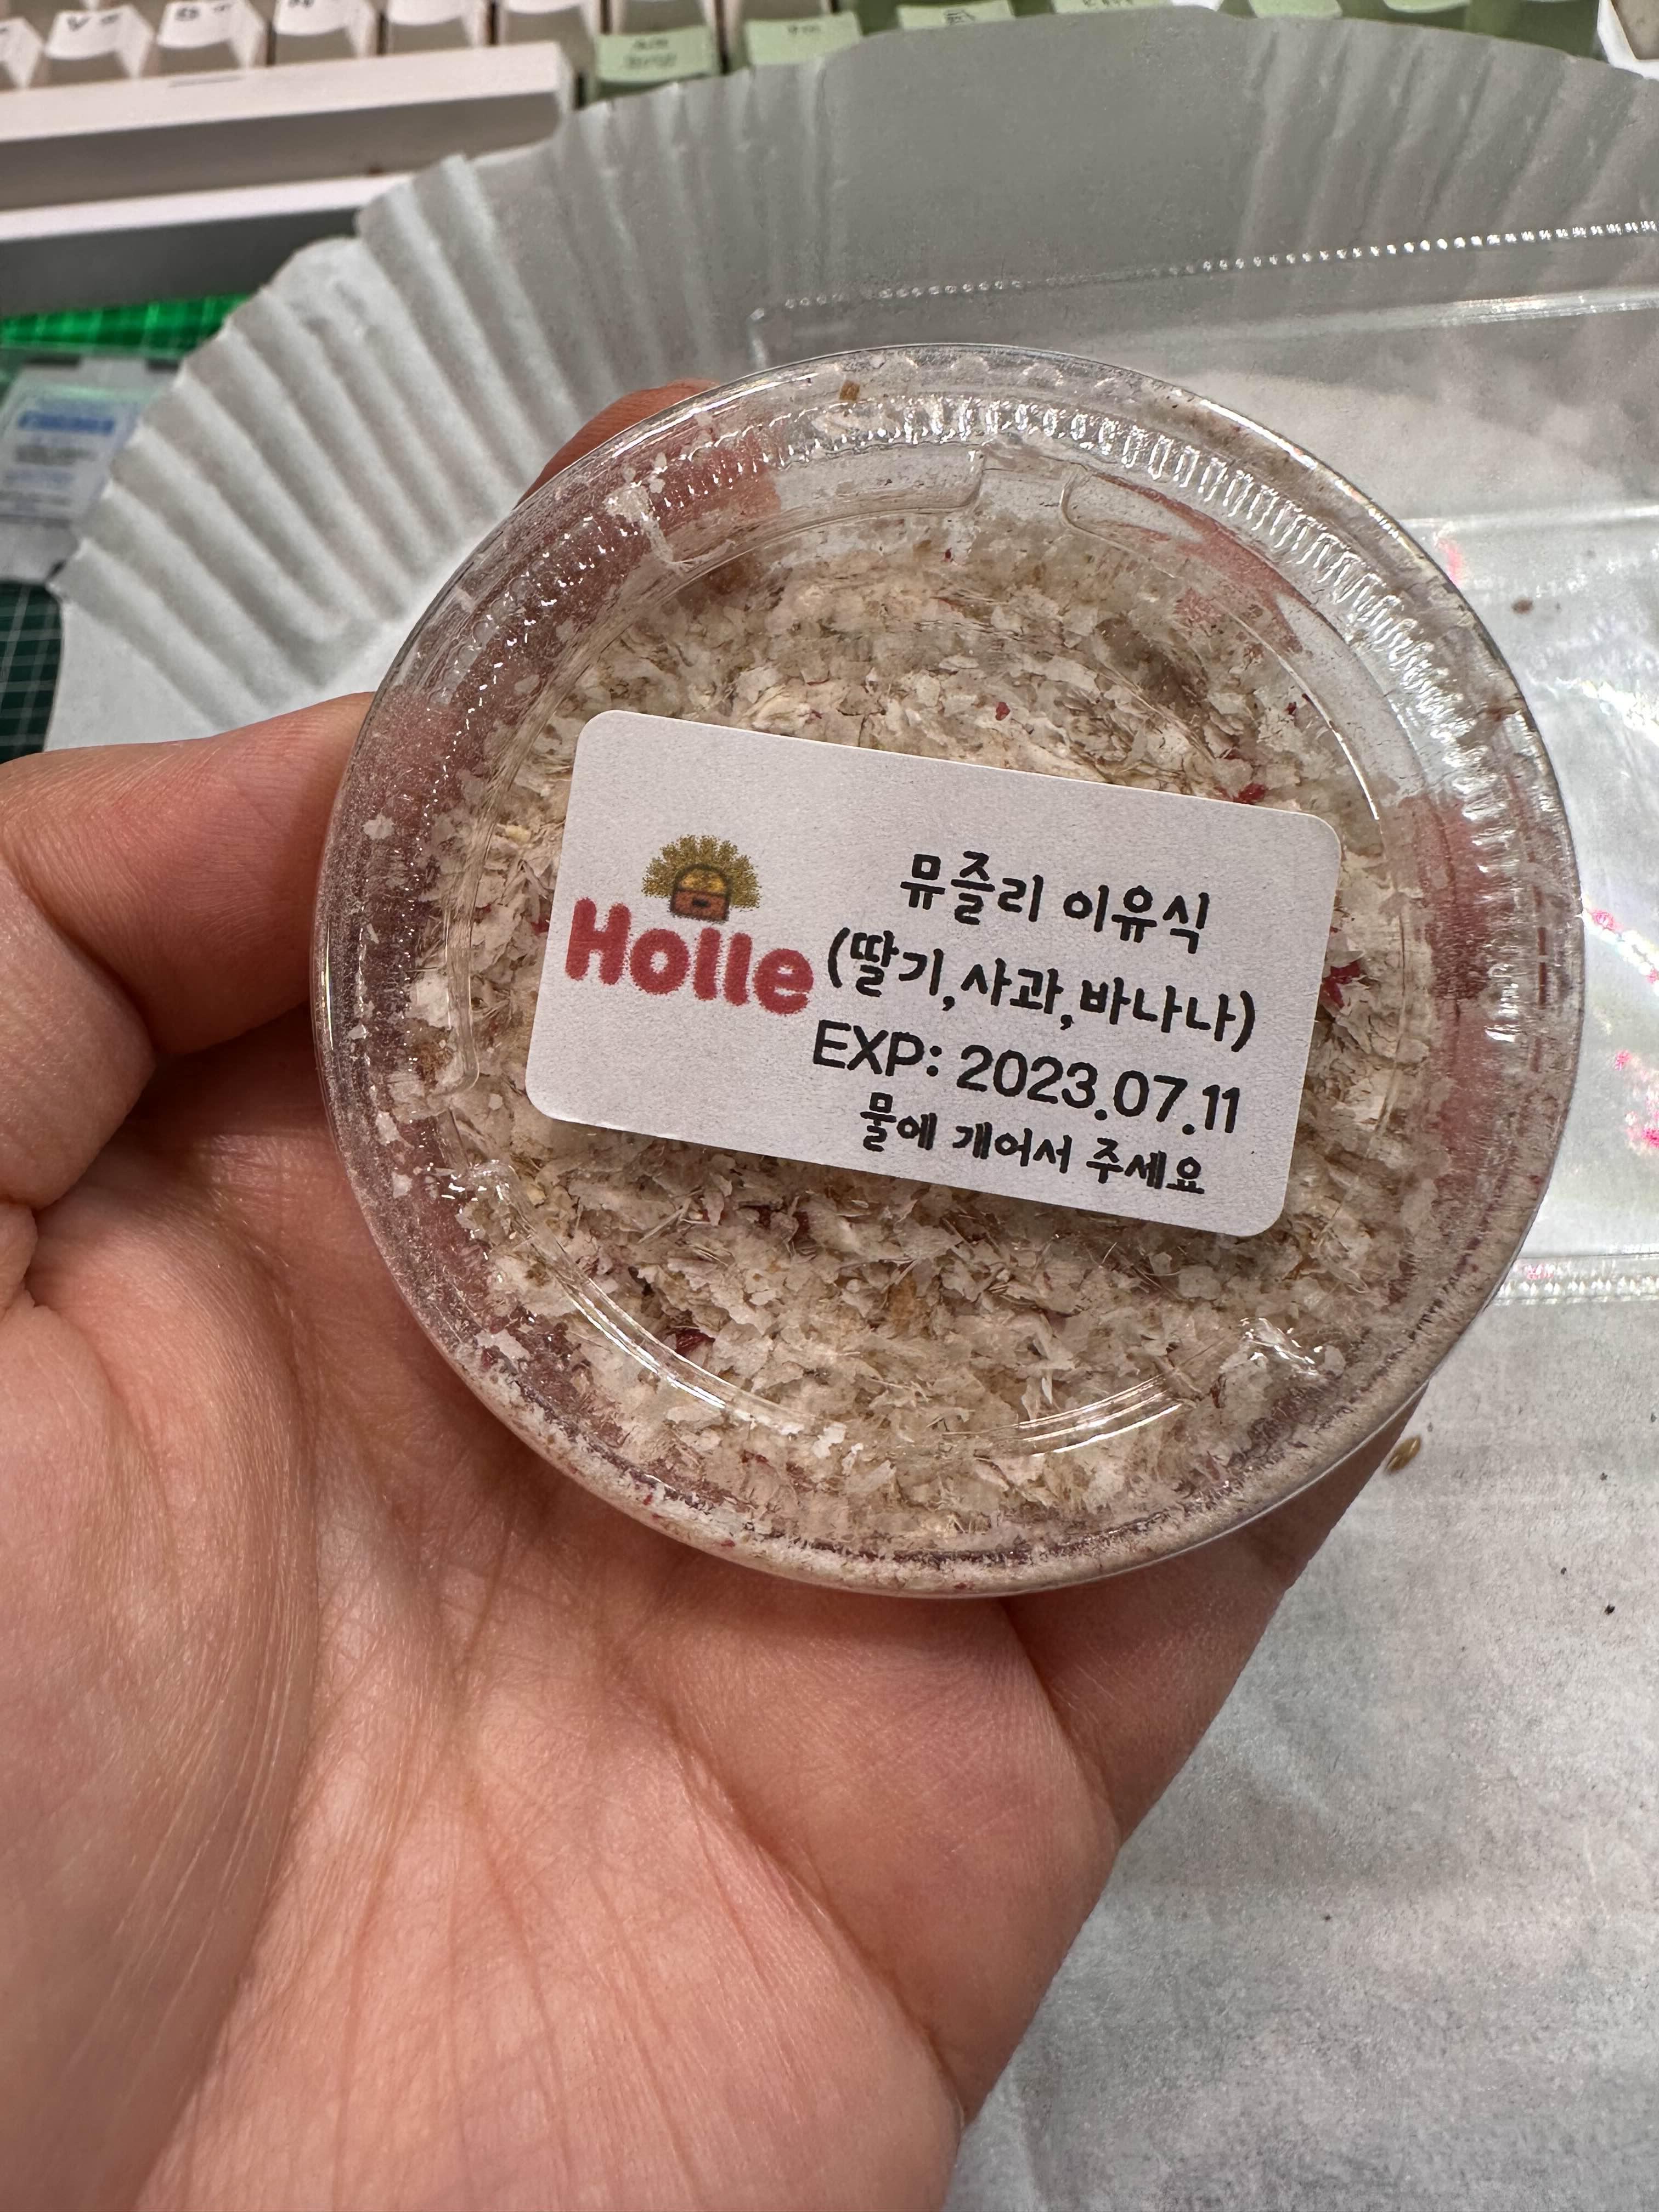 Holle
뮤즐리 이유식
(딸기,사과,바나나)
EXP: 2023.07.11
물에 개어서 주세요